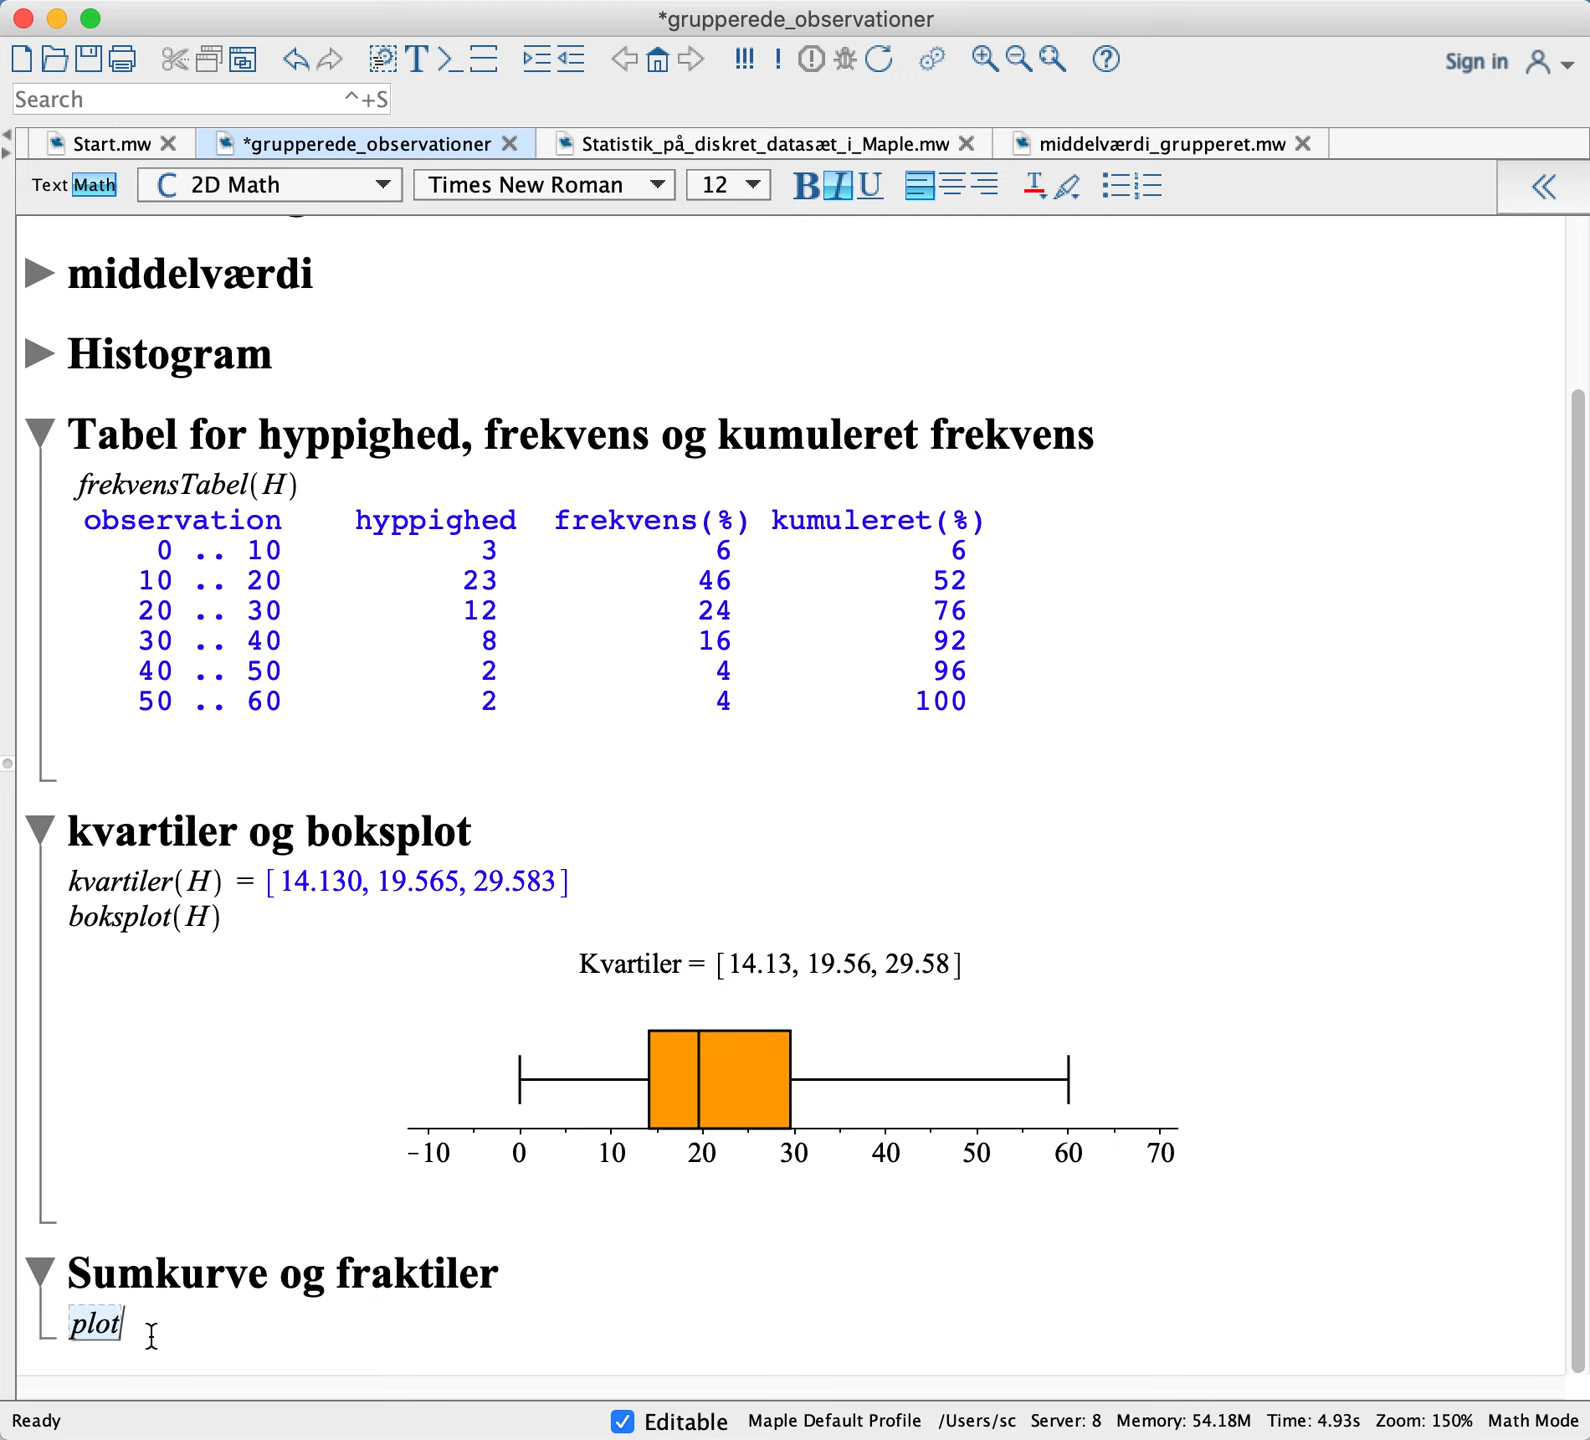 *grupperede_observationer
Sign in
Search ^+S
Start.mw *grupperede_observationer Statistik_på_diskret_datasæt_i_Maple.mw middelværdi_grupperet.mw
Text Math C 2D Math Times New Roman 12 B I U
middelværdi
Histogram
Tabel for hyppighed, frekvens og kumuleret frekvens
frekvensTabel(H)
observation hyppighed frekvens(%) kumuleret(%)
0 .. 10 3 6 6
10 .. 20 23 46 52
20 .. 30 12 24 76
30 .. 40 8 16 92
40 .. 50 2 4 96
50 .. 60 2 4 100
kvartiler og boksplot
kvartiler(H) = [14.130, 19.565, 29.583]
boksplot(H)
Kvartiler = [14.13, 19.56, 29.58]
-10 0 10 20 30 40 50 60 70
Sumkurve og fraktiler
plot
Ready Editable Maple Default Profile /Users/sc Server: 8 Memory: 54.18M Time: 4.93s Zoom: 150% Math Mode